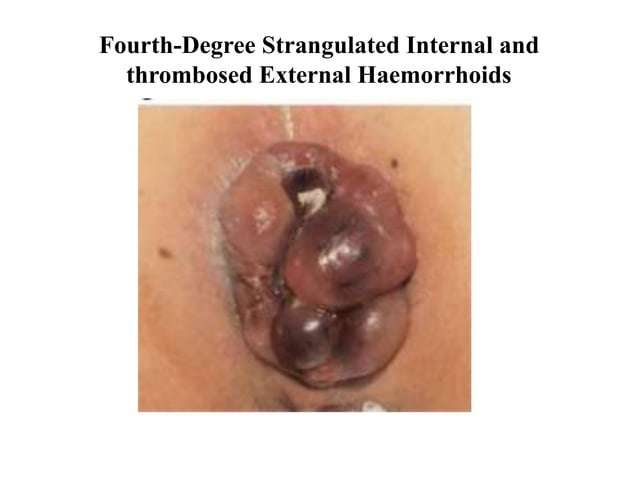 Fourth-Degree Strangulated Internal and
thrombosed External Haemorrhoids